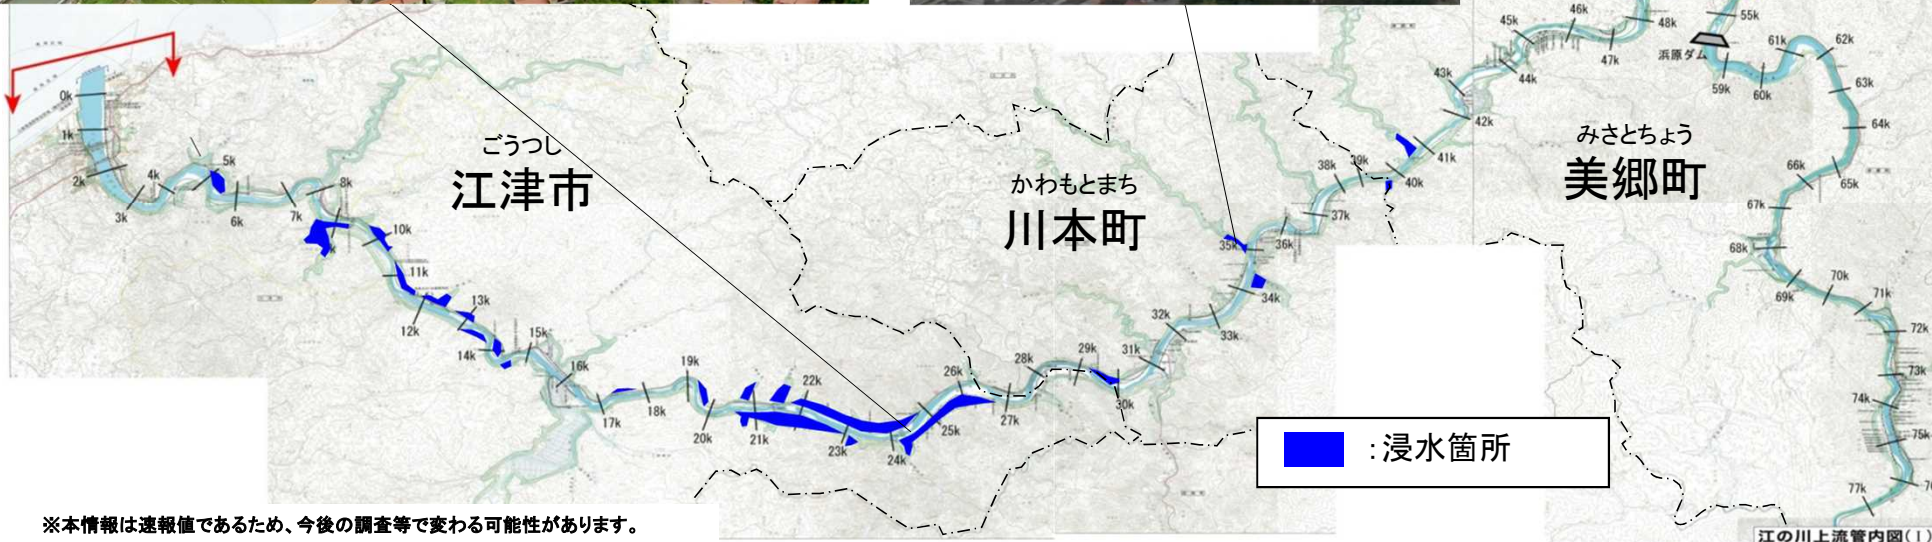 ごうつし
江津市
かわもとまち
川本町
みさとちょう
美郷町
浜原ダム
0k
1k
2k
3k
4k
5k
6k
7k
8k
10k
11k
12k
13k
14k
15k
16k
17k
18k
19k
20k
21k
22k
23k
24k
25k
26k
27k
28k
29k
30k
31k
32k
33k
34k
35k
36k
37k
38k
39k
40k
41k
42k
43k
44k
45k
46k
47k
48k
55k
59k
60k
61k
62k
63k
64k
65k
66k
67k
68k
69k
70k
71k
72k
73k
74k
75k
77k
:浸水箇所
※本情報は速報値であるため、今後の調査等で変わる可能性があります。
江の川上流管内図